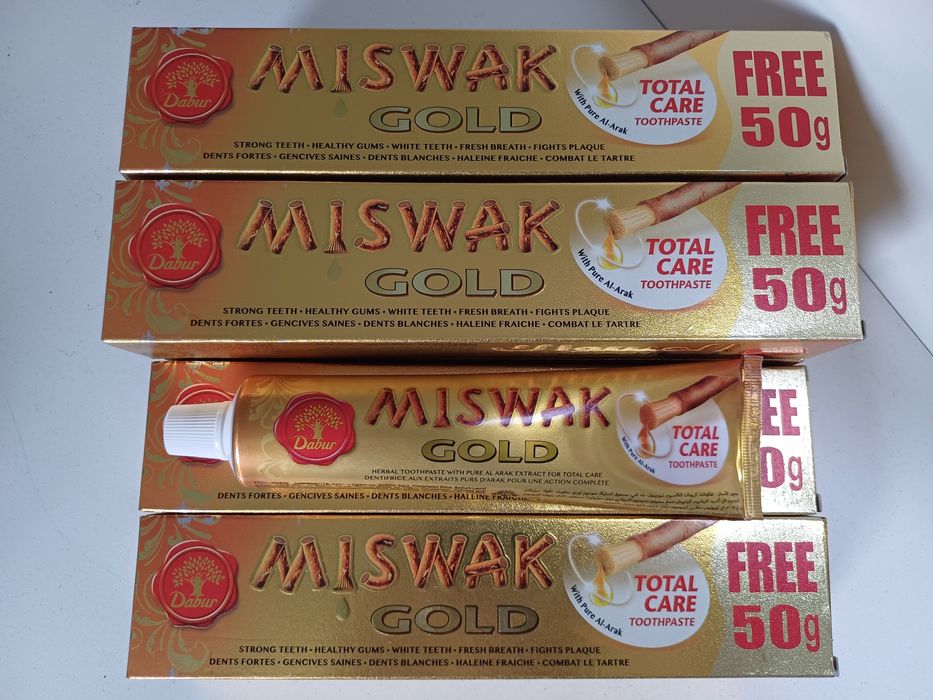 Dabur
MISWAK
GOLD
STRONG TEETH • HEALTHY GUMS • WHITE TEETH • FRESH BREATH • FIGHTS PLAQUE
DENTS FORTES • GENCIVES SAINES • DENTS BLANCHES • HALEINE FRAICHE • COMBAT LE TARTRE
With Pure Al-Arak
TOTAL
CARE
TOOTHPASTE
FREE
50g
Dabur
MISWAK
GOLD
STRONG TEETH • HEALTHY GUMS • WHITE TEETH • FRESH BREATH • FIGHTS PLAQUE
DENTS FORTES • GENCIVES SAINES • DENTS BLANCHES • HALEINE FRAICHE • COMBAT LE TARTRE
With Pure Al-Arak
TOTAL
CARE
TOOTHPASTE
FREE
50g
Dabur
MISWAK
GOLD
HERBAL TOOTHPASTE WITH PURE AL ARAK EXTRACT FOR TOTAL CARE
DENTIFRICE AUX EXTRAITS PURS D'ARAK POUR UNE ACTION COMPLÈTE
With Pure Al-Arak
TOTAL
CARE
TOOTHPASTE
EE
0g
DENTS FORTES • GENCIVES SAINES • DENTS BLANCHES •
Dabur
MISWAK
GOLD
STRONG TEETH • HEALTHY GUMS • WHITE TEETH • FRESH BREATH • FIGHTS PLAQUE
DENTS FORTES • GENCIVES SAINES • DENTS BLANCHES • HALEINE FRAICHE • COMBAT LE TARTRE
With Pure Al-Arak
TOTAL
CARE
TOOTHPASTE
FREE
50g